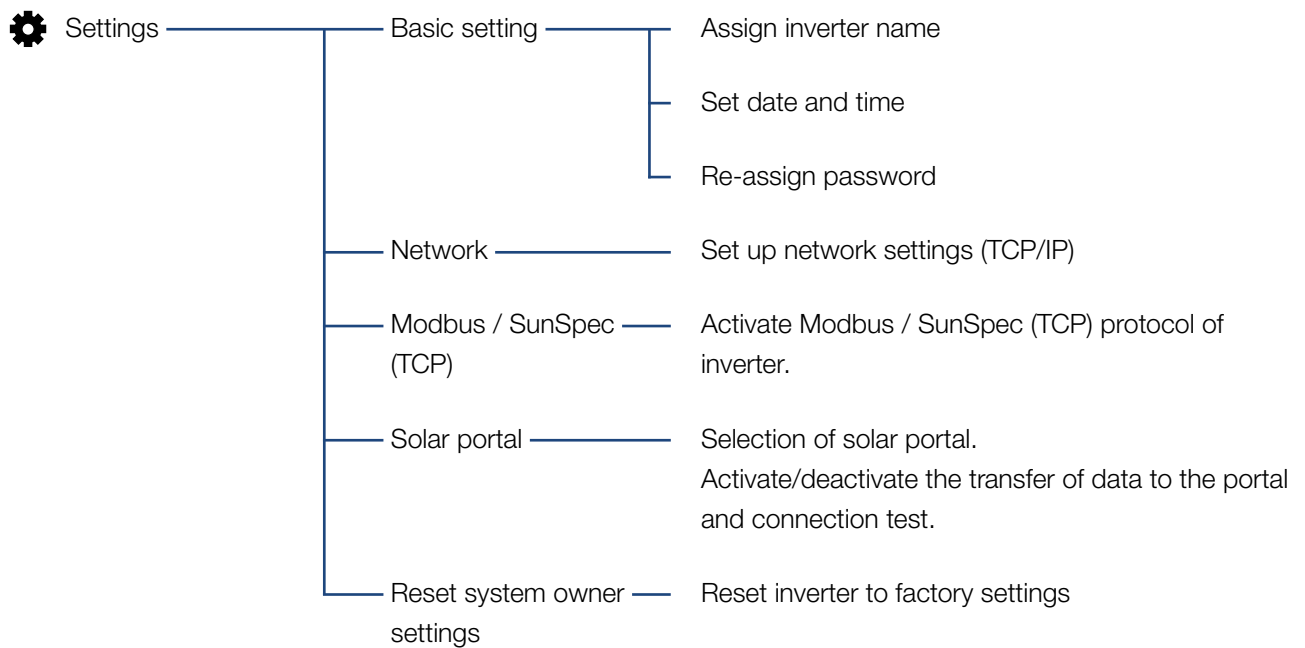 Settings
Basic setting
Assign inverter name
Set date and time
Re-assign password
Network
Set up network settings (TCP/IP)
Modbus / SunSpec
(TCP)
Activate Modbus / SunSpec (TCP) protocol of
inverter.
Solar portal
Selection of solar portal.
Activate/deactivate the transfer of data to the portal
and connection test.
Reset system owner
settings
Reset inverter to factory settings